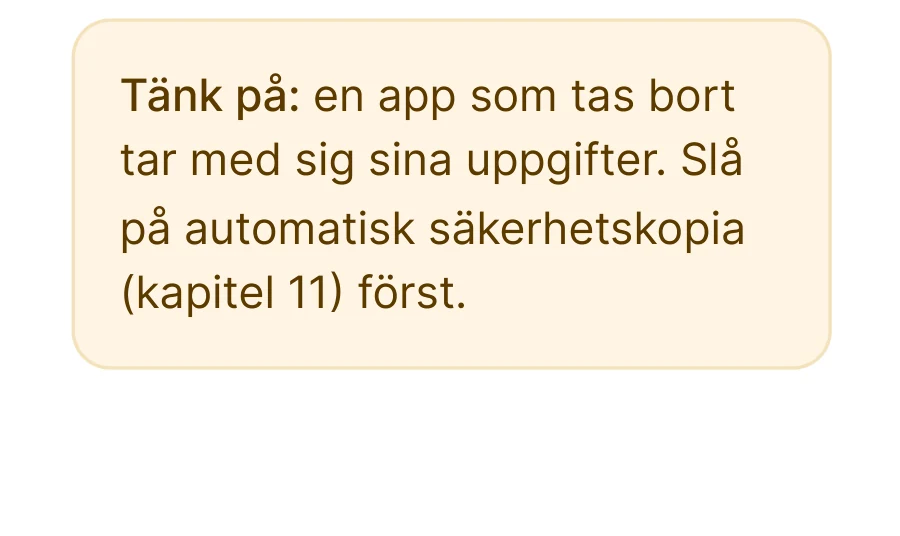 Tänk på: en app som tas bort
tar med sig sina uppgifter. Slå
på automatisk säkerhetskopia
(kapitel 11) först.